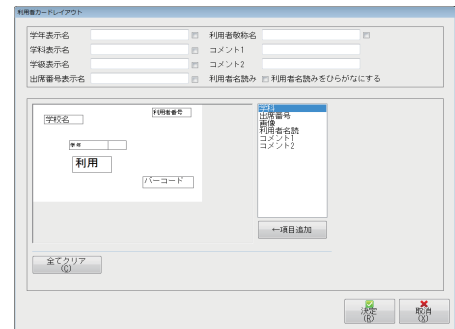 利用者カードレイアウト
学年表示名
利用者敬称名
学科表示名
コメント1
学級表示名
コメント2
出席番号表示名
利用者名読み
利用者名読みをひらがなにする
学校名
利用者番号
学年
利用
バーコード
学科
出席番号
画像
利用者名読
コメント1
コメント2
←項目追加
全てクリア
(C)
決定
(R)
取消
(X)